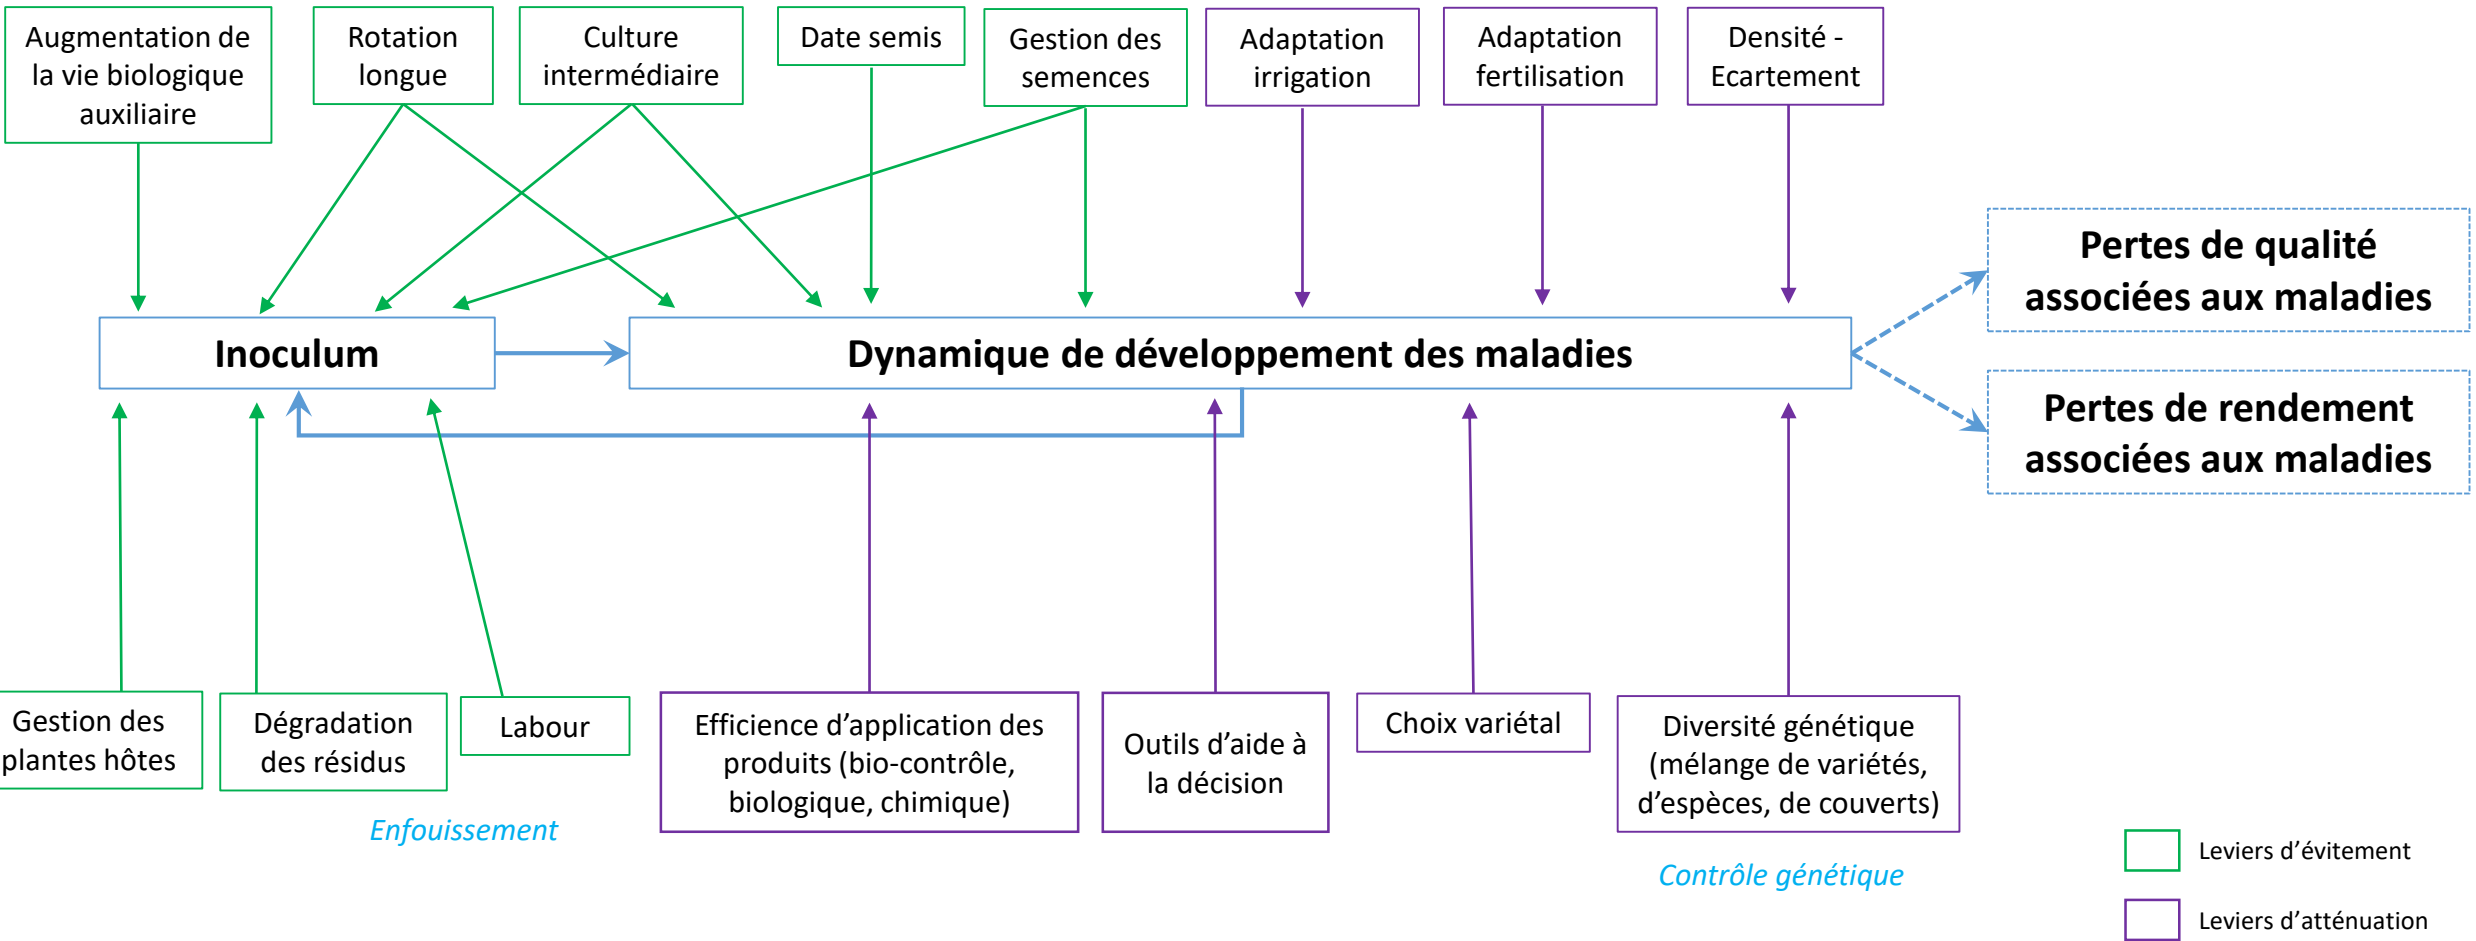 Augmentation de
la vie biologique
auxiliaire
Rotation
longue
Culture
intermédiaire
Date semis
Gestion des
semences
Adaptation
irrigation
Adaptation
fertilisation
Densité -
Ecartement
Pertes de qualité
associées aux maladies
Inoculum
Dynamique de développement des maladies
Pertes de rendement
associées aux maladies
Gestion des
plantes hôtes
Dégradation
des résidus
Labour
Enfouissement
Efficience d’application des
produits (bio-contrôle,
biologique, chimique)
Outils d’aide à
la décision
Choix variétal
Diversité génétique
(mélange de variétés,
d’espèces, de couverts)
Contrôle génétique
Leviers d’évitement
Leviers d’atténuation